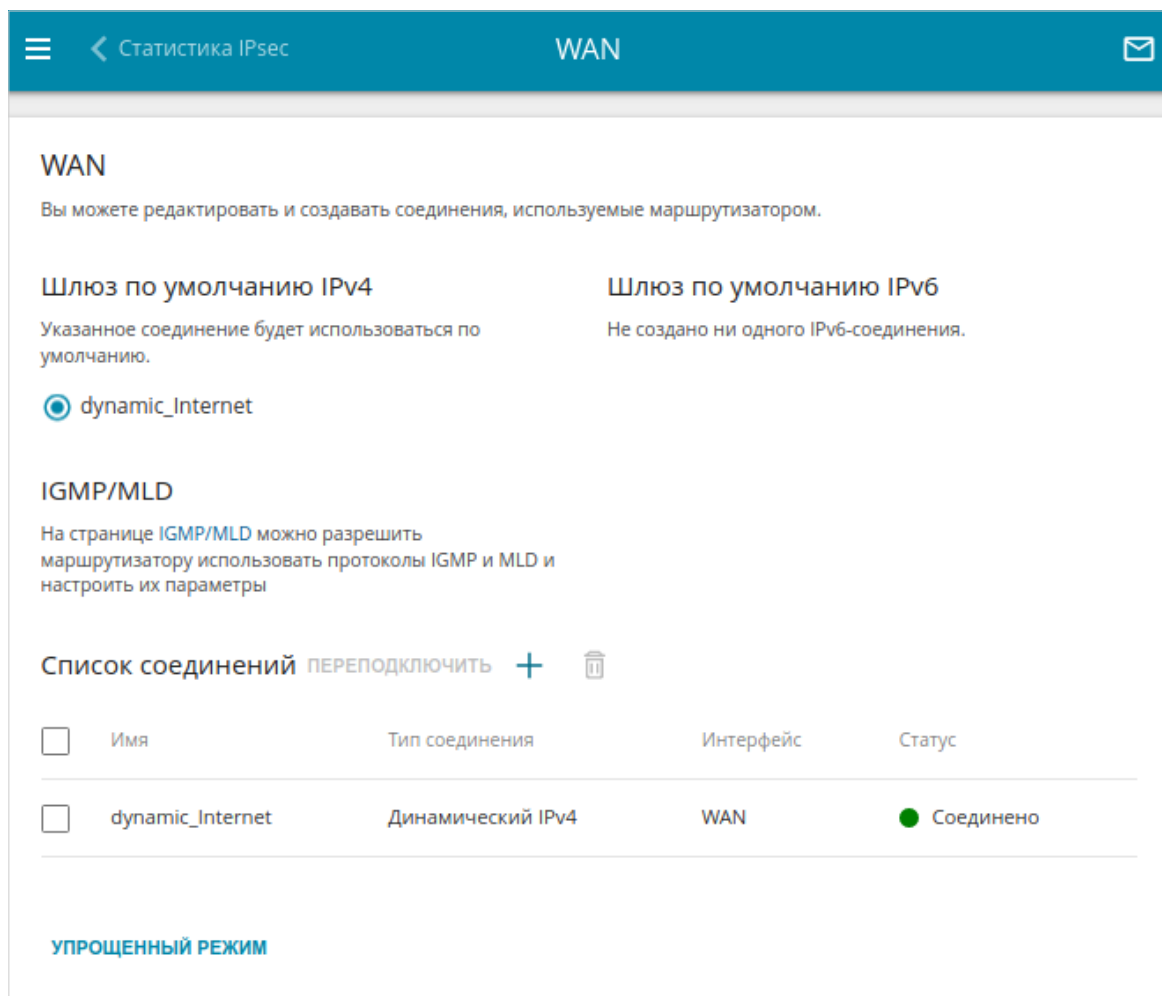 Статистика IPsec
WAN
WAN
Вы можете редактировать и создавать соединения, используемые маршрутизатором.
Шлюз по умолчанию IPv4
Указанное соединение будет использоваться по
умолчанию.
dynamic_Internet
Шлюз по умолчанию IPv6
Не создано ни одного IPv6-соединения.
IGMP/MLD
На странице IGMP/MLD можно разрешить
маршрутизатору использовать протоколы IGMP и MLD и
настроить их параметры
Список соединений ПЕРЕПОДКЛЮЧИТЬ
Имя Тип соединения Интерфейс Статус
dynamic_Internet Динамический IPv4 WAN Соединено
УПРОЩЕННЫЙ РЕЖИМ